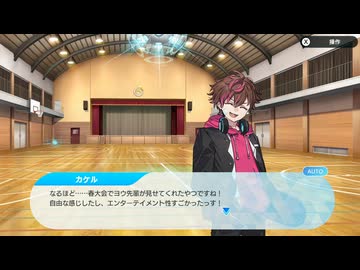 X 操作
カケル
AUTO
なるほど……春大会でヨウ先輩が見せてくれたやつですね！
自由な感じしたし、エンターテイメント性すごかったっす！